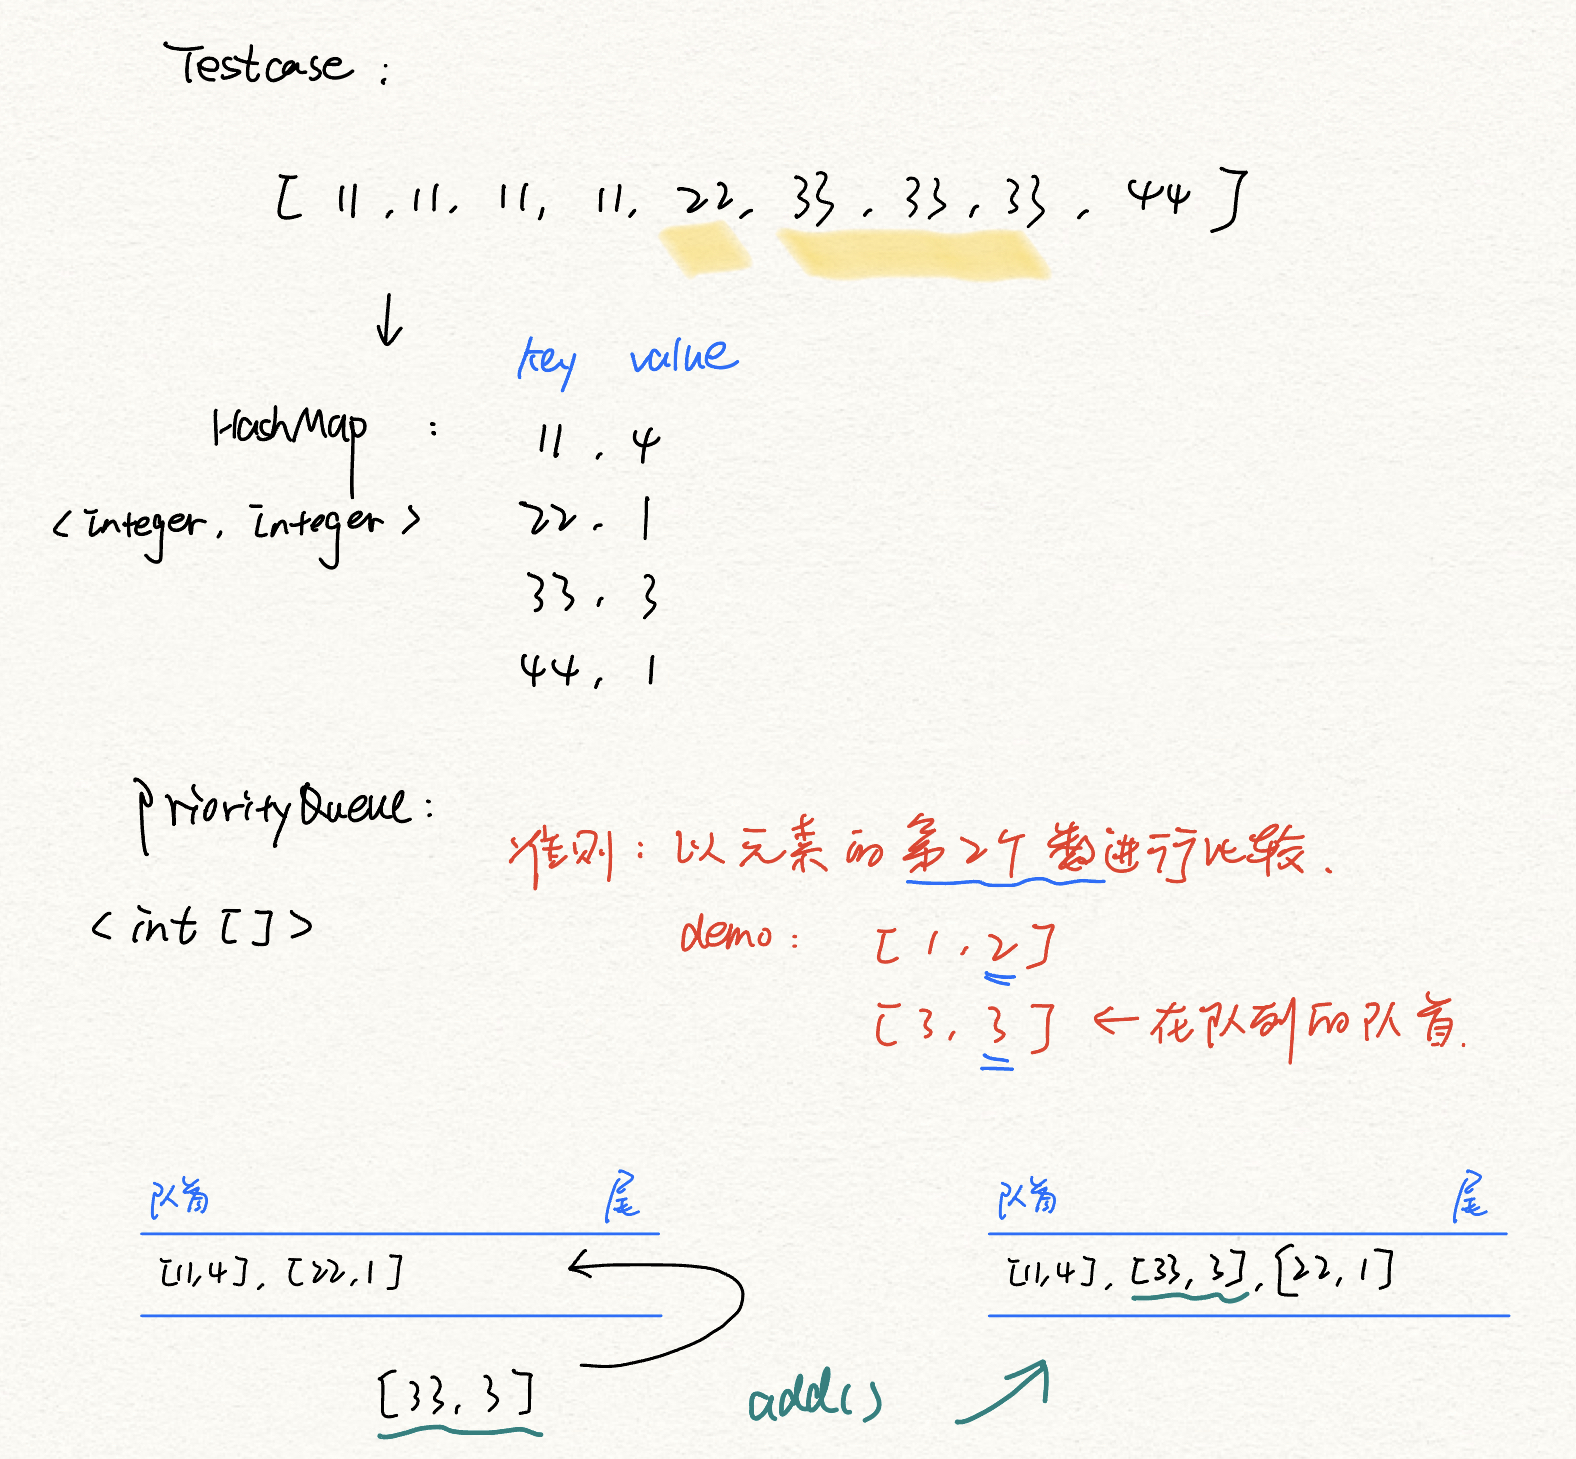 Testcase :
[ 11, 11, 11, 11, 22, 33, 33, 33, 44 ]
↓
key value
HashMap : 11, 4
<integer, integer> 22, 1
33, 3
44, 1
PriorityQueue:
准则: 以元素的第2个数进行比较.
<int []>
demo: [1, 2]
[3, 3] ← 在队列的队首.
队首 尾
[11,4], [22,1]
[33, 3]
add()
队首 尾
[11,4], [33, 3], [22, 1]